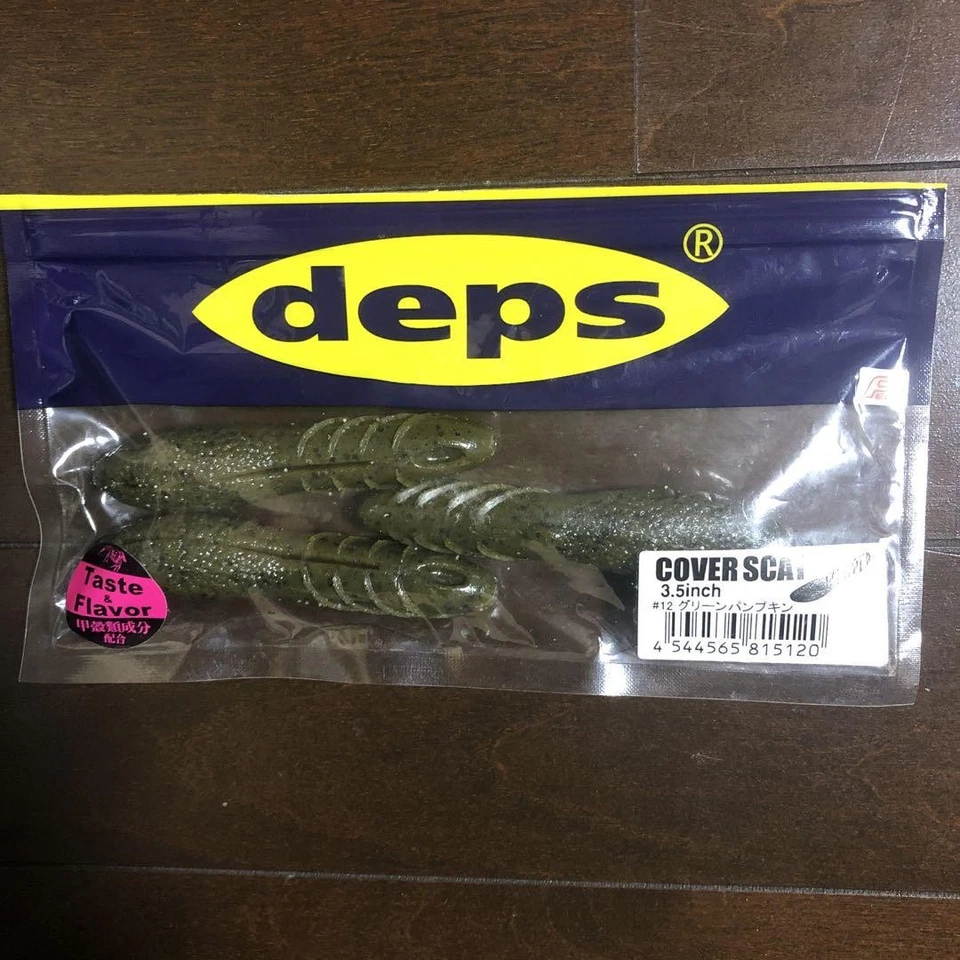 deps®
Taste
&
Flavor
甲殻類成分
配合
COVER SCAT
3.5inch
#12 グリーンパンプキン
4 544565 815120